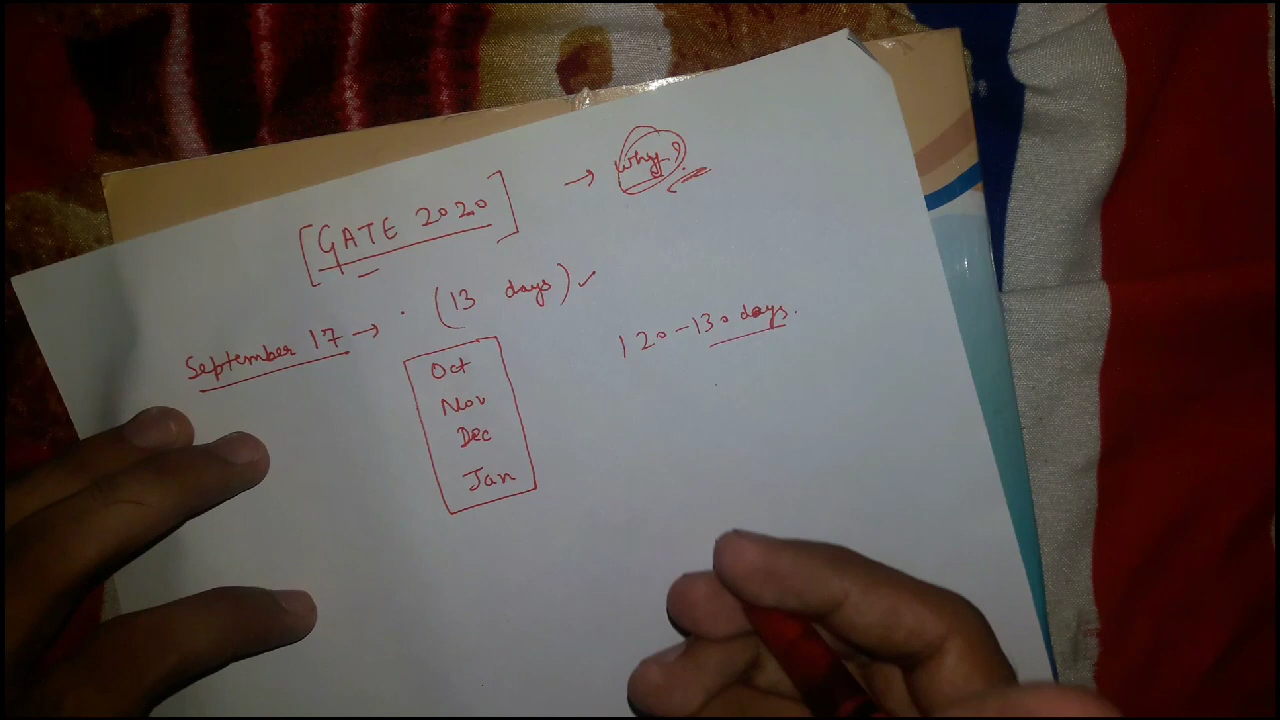 [GATE 2020] → why?
September 17 → (13 days) ✓
120-130 days.
Oct
Nov
Dec
Jan